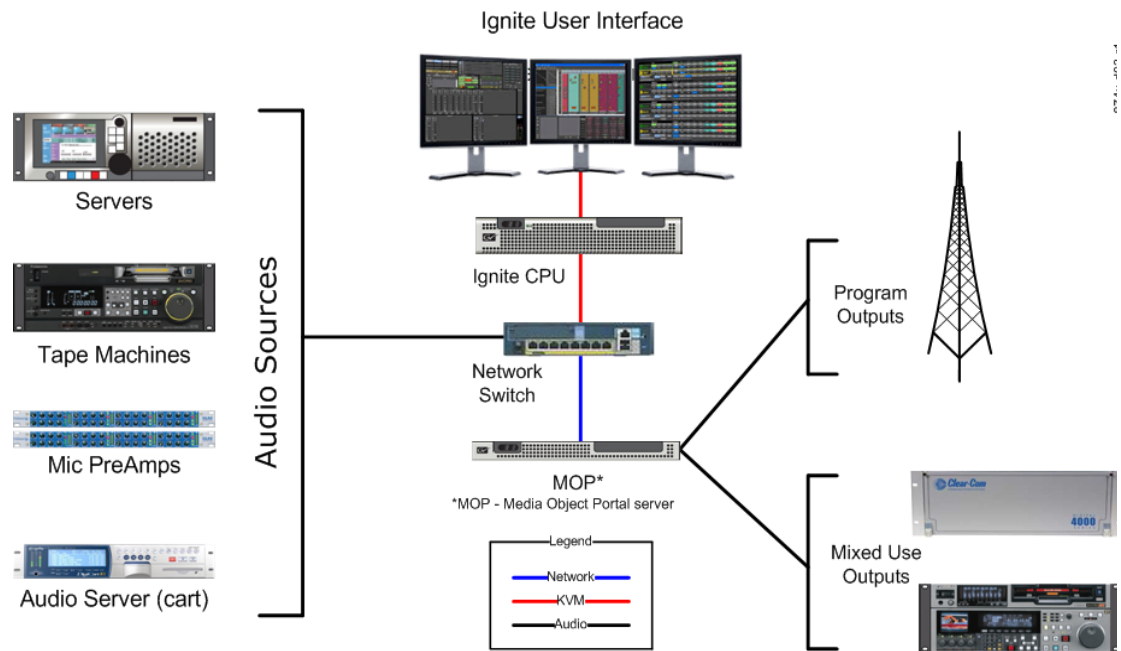 Ignite User Interface
Servers
Tape Machines
Mic PreAmps
Audio Server (cart)
Audio Sources
Ignite CPU
Network
Switch
MOP*
*MOP - Media Object Portal server
Legend
Network
KVM
Audio
Program
Outputs
Mixed Use
Outputs
Clear-Com
4000